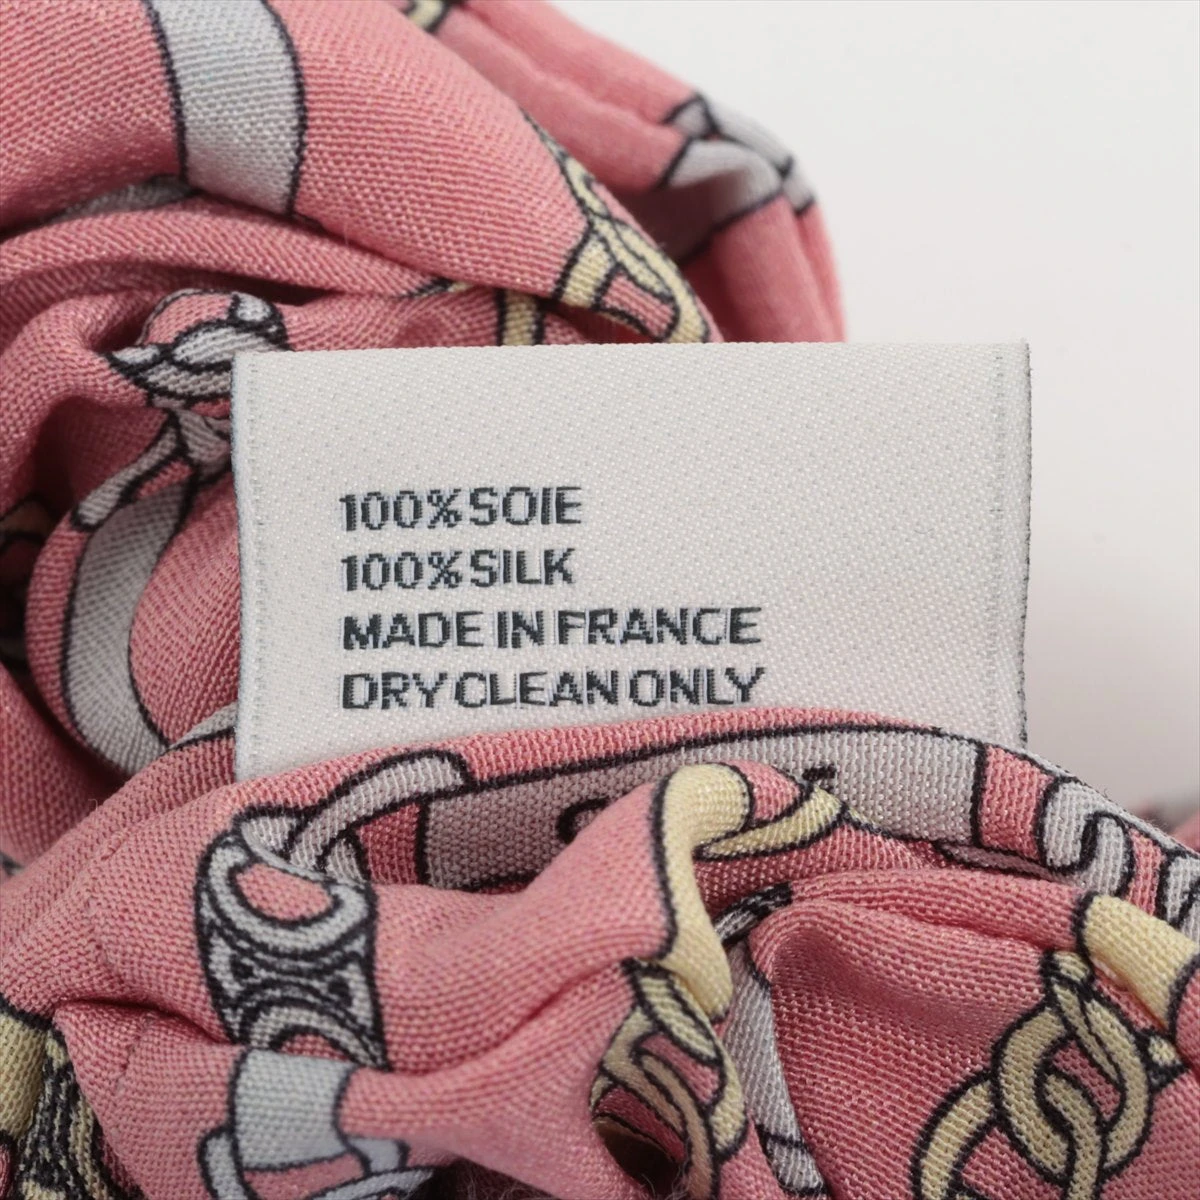 100% SOIE
100% SILK
MADE IN FRANCE
DRY CLEAN ONLY